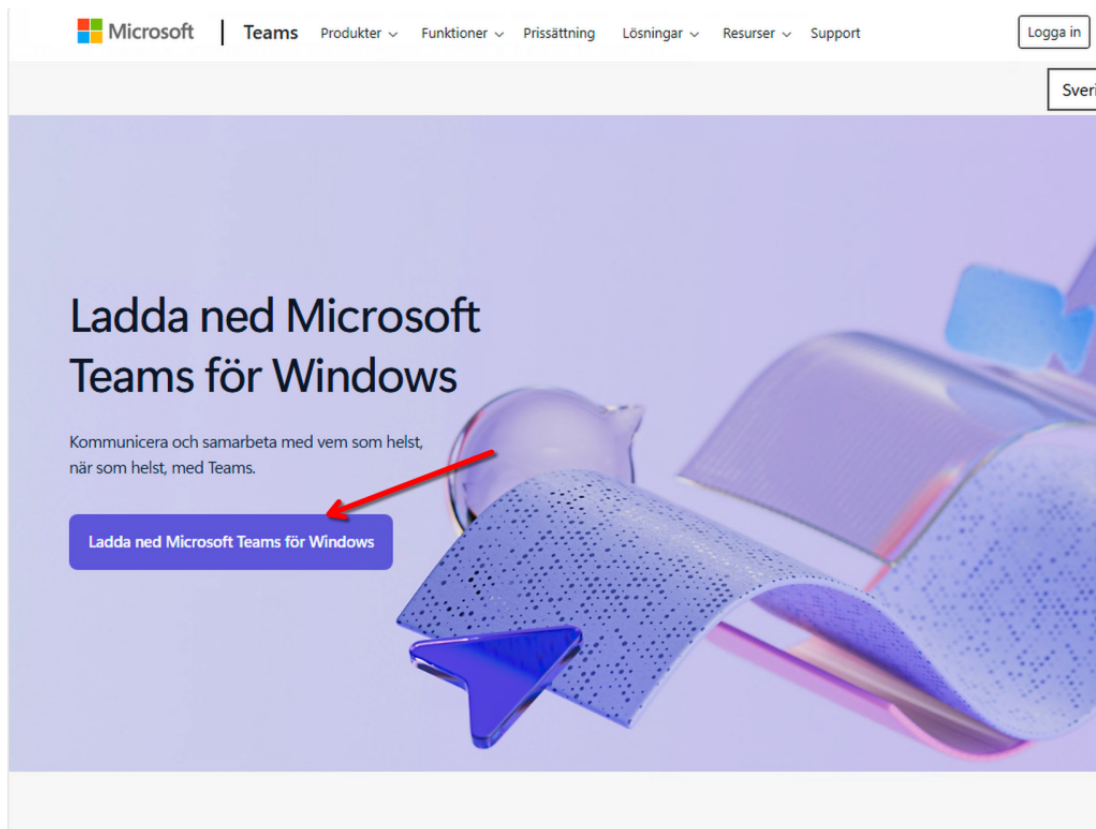 Microsoft | Teams Produkter Funktioner Prissättning Lösningar Resurser Support Logga in
Ladda ned Microsoft
Teams för Windows
Kommunicera och samarbeta med vem som helst,
när som helst, med Teams.
Ladda ned Microsoft Teams för Windows